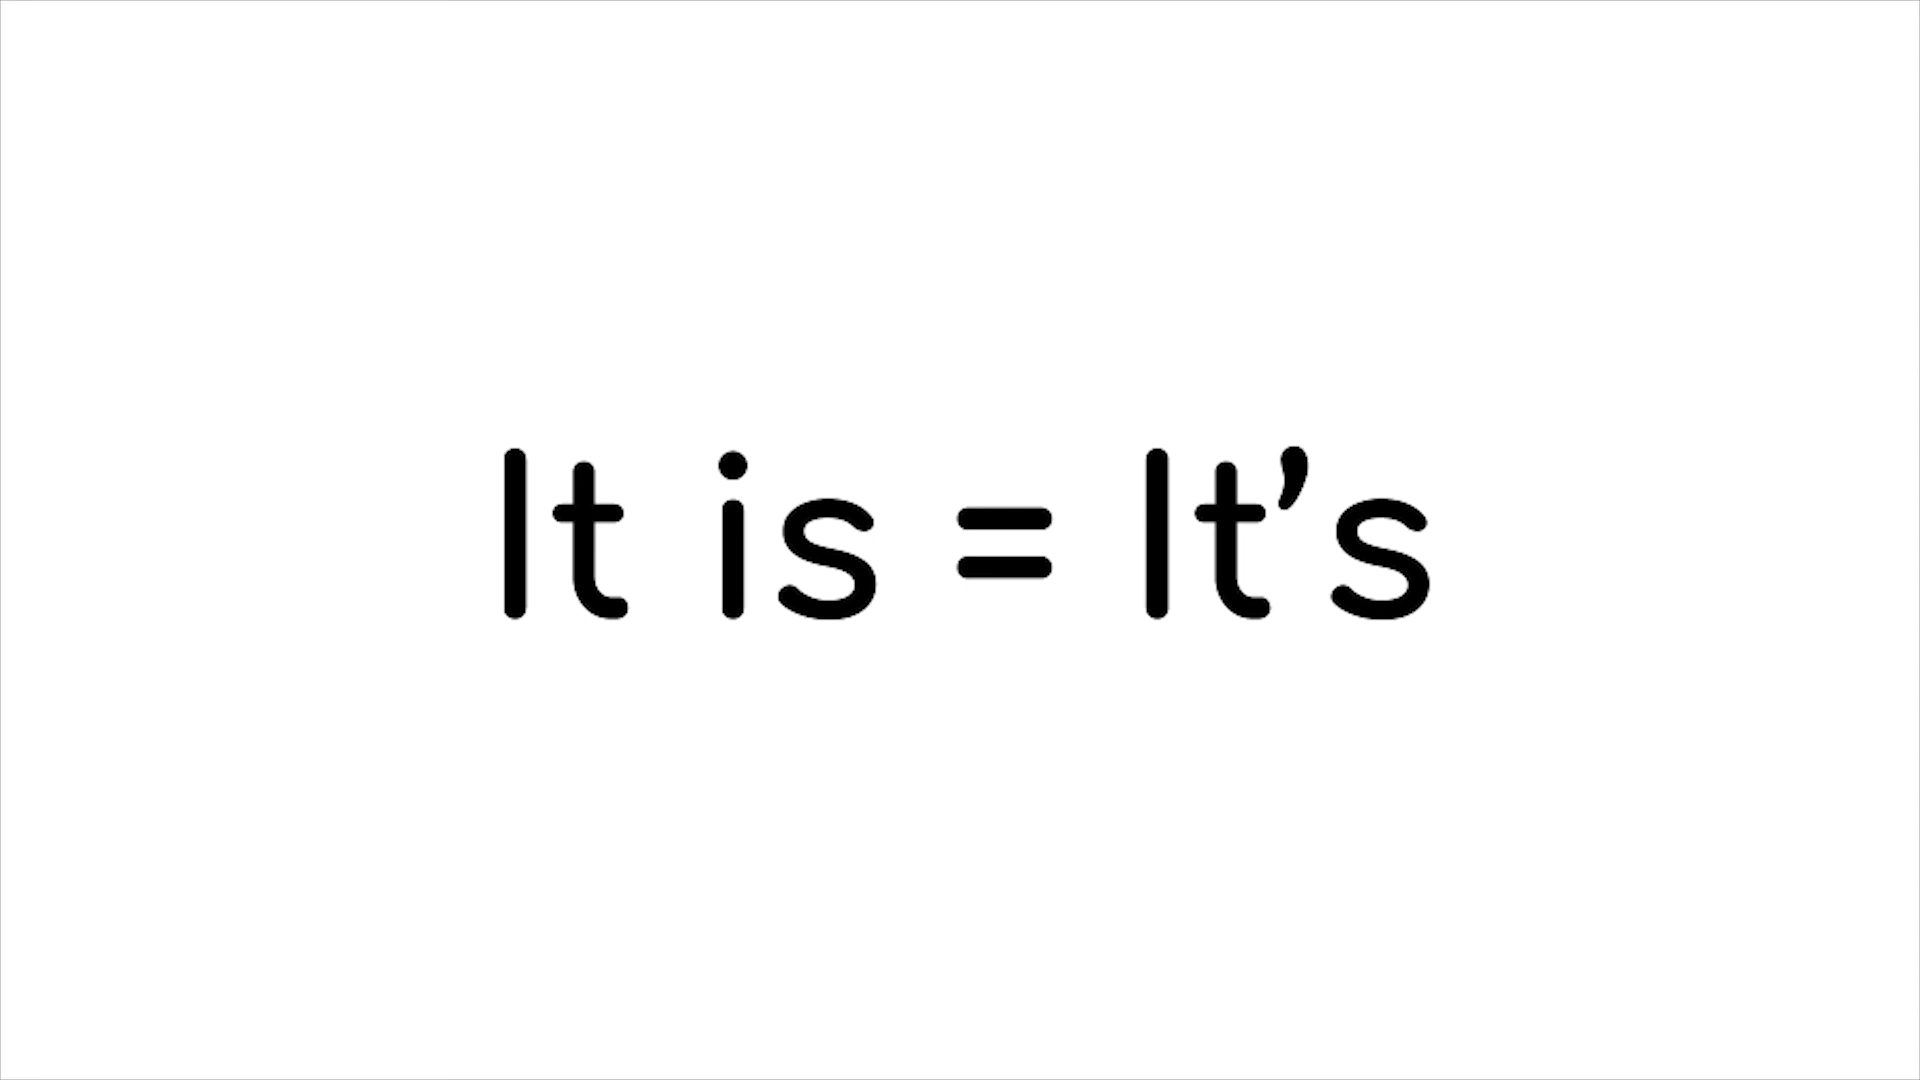 It is = It’s